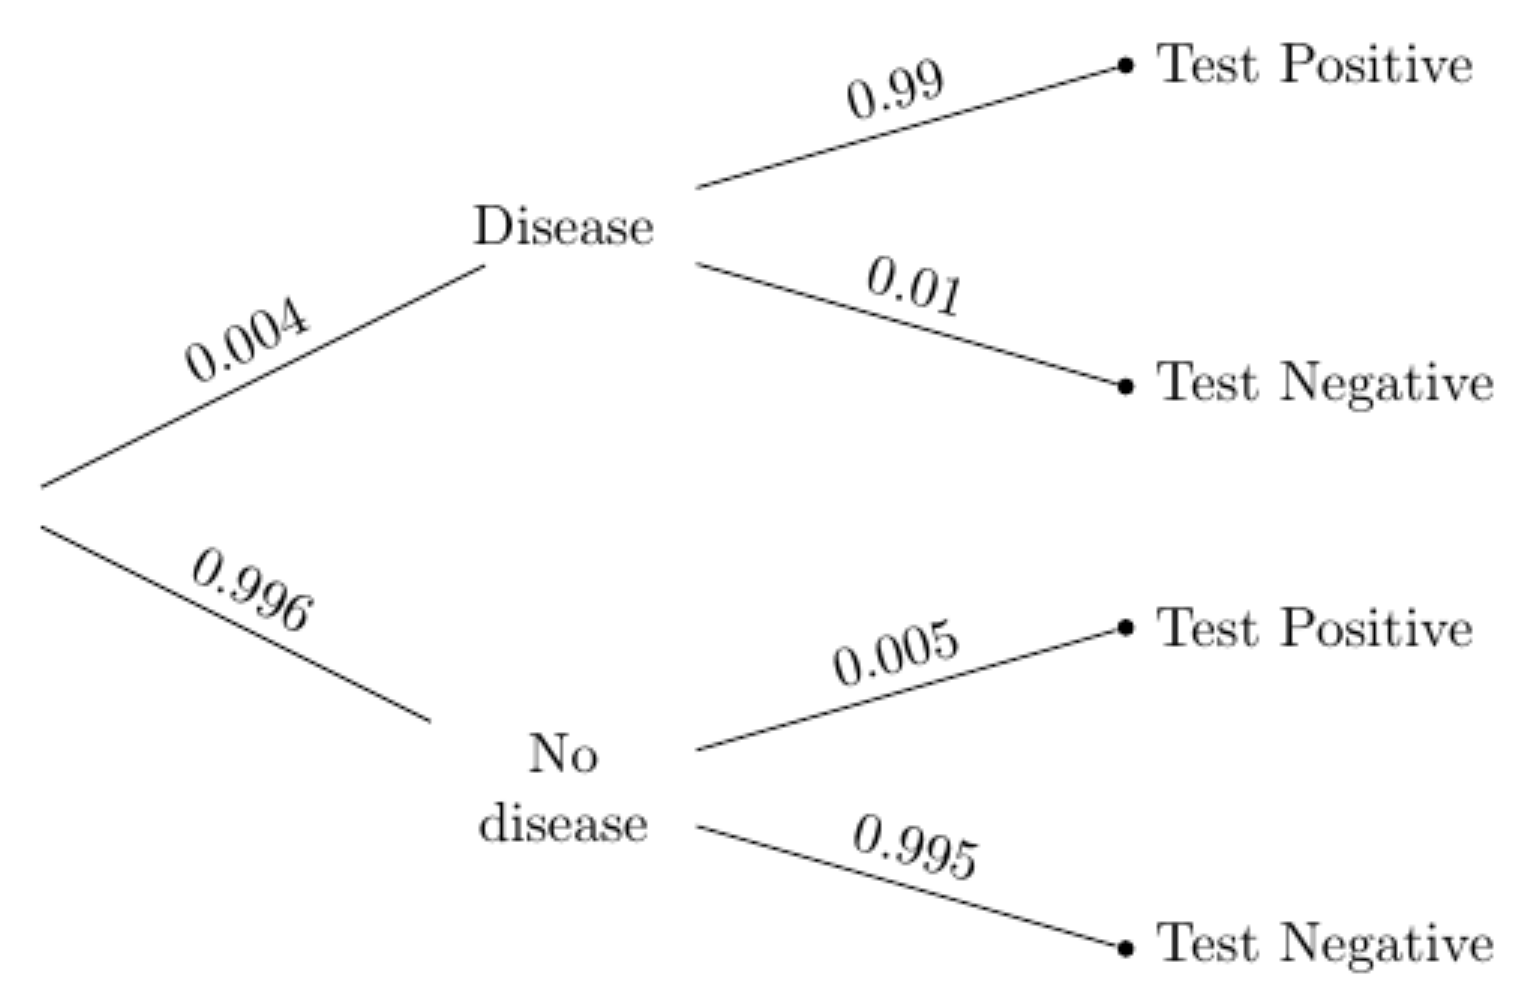 0.99
Test Positive
Disease
0.01
0.004
Test Negative
0.996
0.005
Test Positive
No
disease
0.995
Test Negative